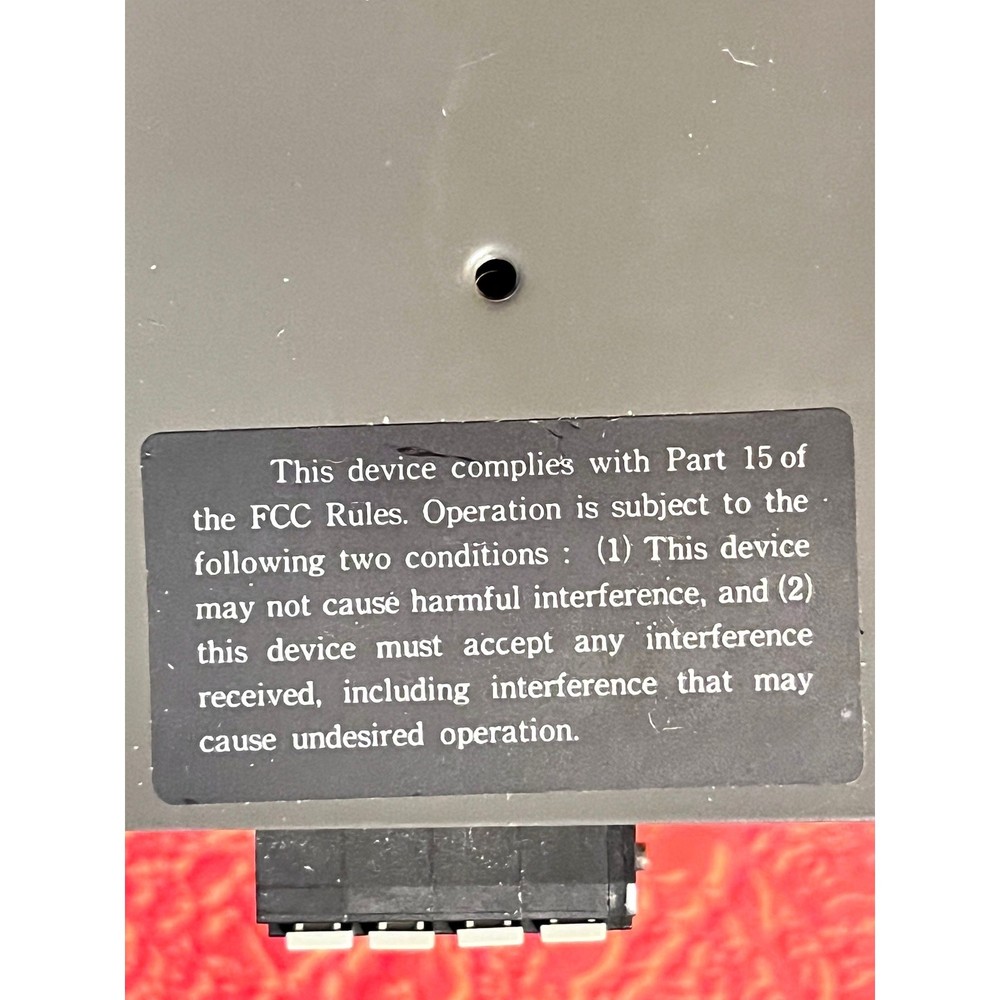 This device complies with Part 15 of
the FCC Rules. Operation is subject to the
following two conditions : (1) This device
may not cause harmful interference, and (2)
this device must accept any interference
received, including interference that may
cause undesired operation.